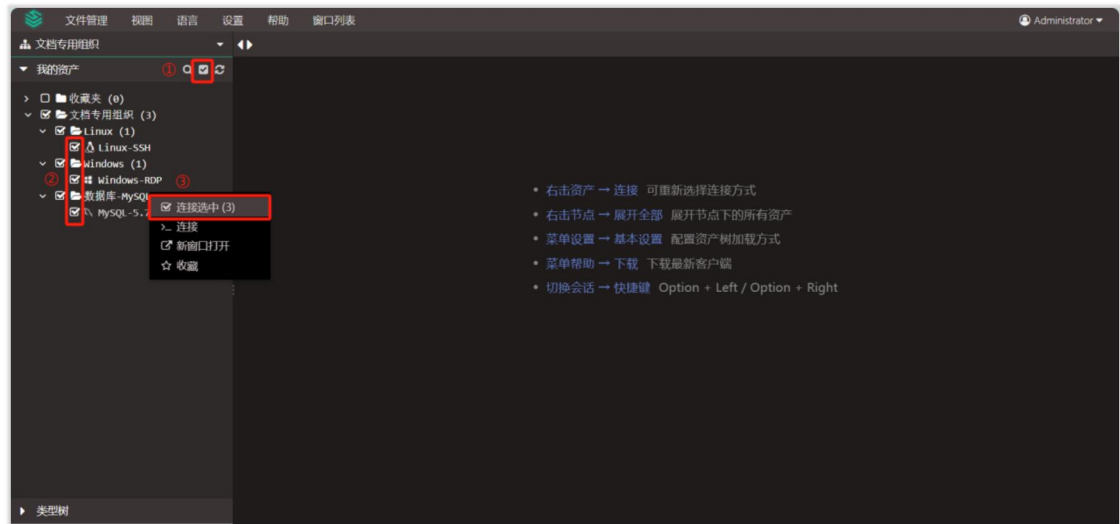 文件管理 视图 语言 设置 帮助 窗口列表 Administrator
文档专用组织
我的资产 ①
收藏夹 (0)
文档专用组织 (3)
Linux (1)
Linux-SSH
Windows (1)
② Windows-RDP ③
数据库-MySQL
MySQL-5.7
连接选中 (3)
>_ 连接
新窗口打开
收藏
• 右击资产 → 连接 可重新选择连接方式
• 右击节点 → 展开全部 展开节点下的所有资产
• 菜单设置 → 基本设置 配置资产树加载方式
• 菜单帮助 → 下载 下载最新客户端
• 切换会话 → 快捷键 Option + Left / Option + Right
类型树